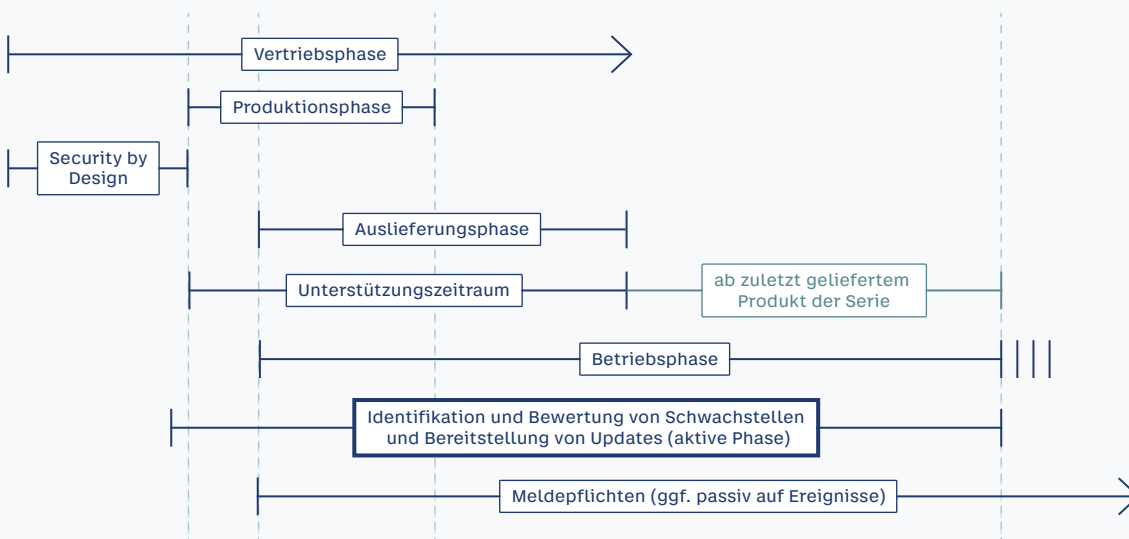 Vertriebsphase
Produktionsphase
Security by
Design
Auslieferungsphase
Unterstützungszeitraum
ab zuletzt geliefertem
Produkt der Serie
Betriebsphase
Identifikation und Bewertung von Schwachstellen
und Bereitstellung von Updates (aktive Phase)
Meldepflichten (ggf. passiv auf Ereignisse)